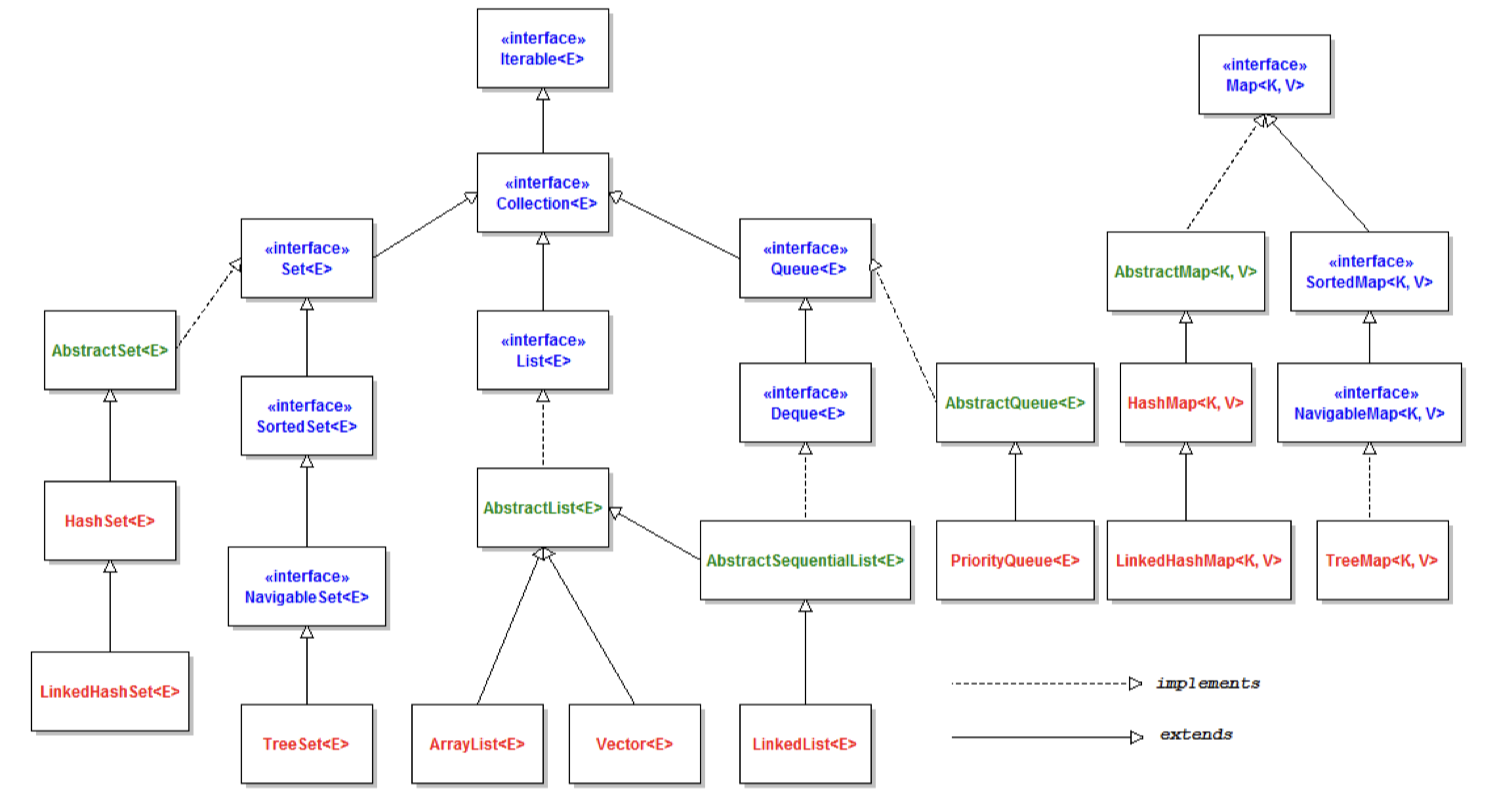 «interface»
Iterable<E>
«interface»
Map<K, V>
«interface»
Collection<E>
«interface»
Set<E>
«interface»
Queue<E>
AbstractMap<K, V>
«interface»
SortedMap<K, V>
AbstractSet<E>
«interface»
List<E>
«interface»
SortedSet<E>
«interface»
Deque<E>
AbstractQueue<E>
HashMap<K, V>
«interface»
NavigableMap<K, V>
HashSet<E>
AbstractList<E>
AbstractSequentialList<E>
PriorityQueue<E>
LinkedHashMap<K, V>
TreeMap<K, V>
«interface»
NavigableSet<E>
LinkedHashSet<E>
implements
TreeSet<E>
ArrayList<E>
Vector<E>
LinkedList<E>
extends